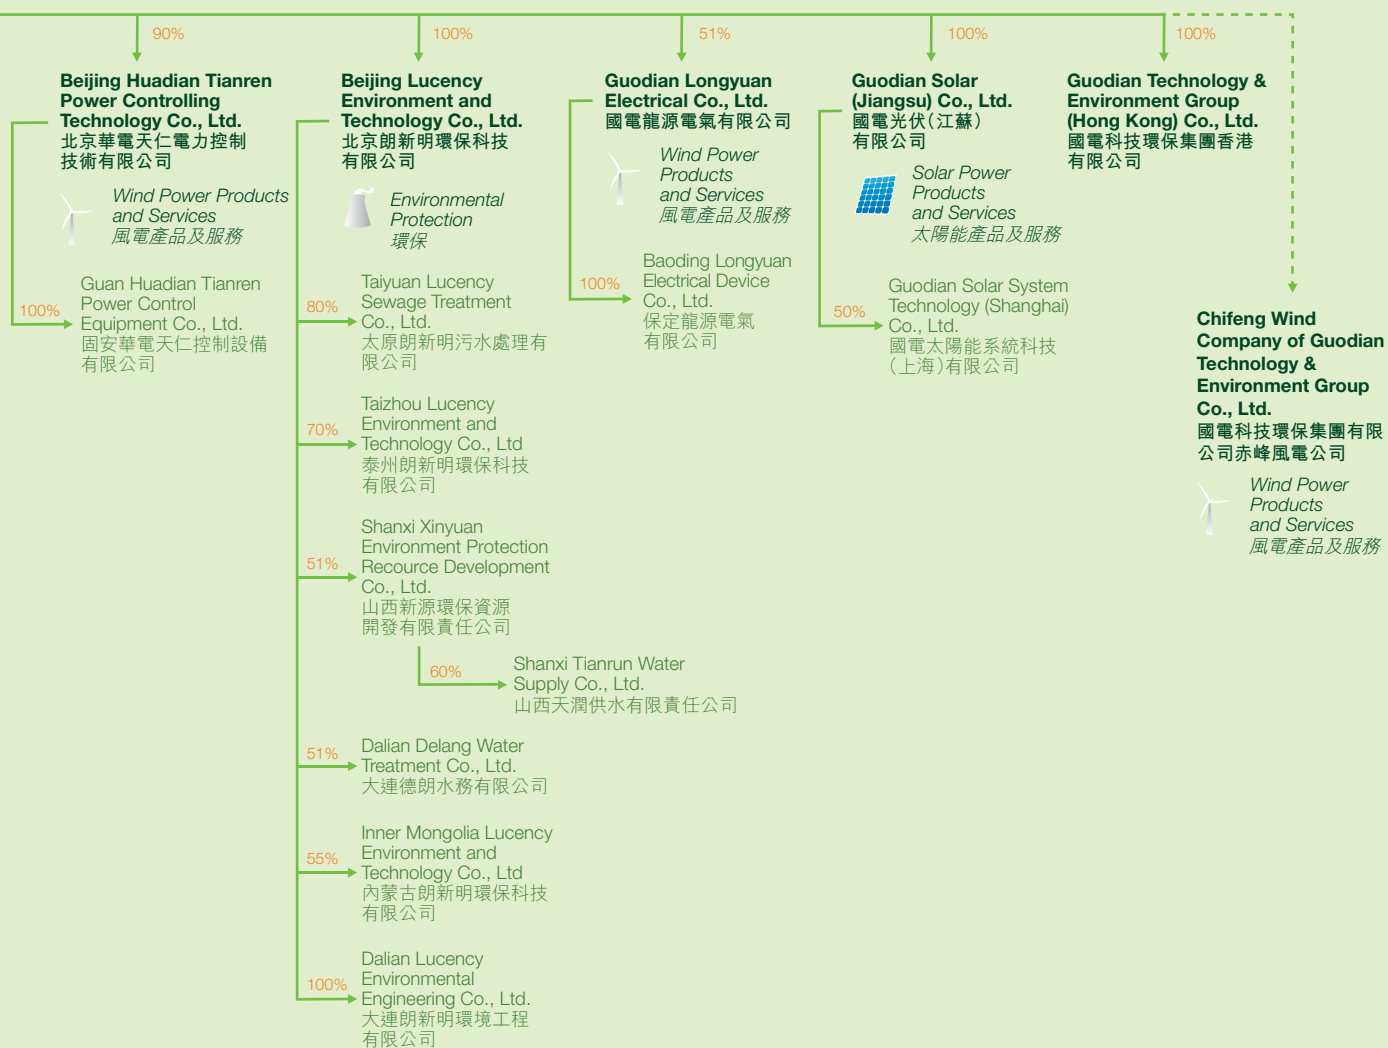 90%
Beijing Huadian Tianren
Power Controlling
Technology Co., Ltd.
北京華電天仁電力控制
技術有限公司
Wind Power Products
and Services
風電產品及服務
100%
Guan Huadian Tianren
Power Control
Equipment Co., Ltd.
固安華電天仁控制設備
有限公司
100%
Beijing Lucency
Environment and
Technology Co., Ltd.
北京朗新明環保科技
有限公司
Environmental
Protection
環保
80%
Taiyuan Lucency
Sewage Treatment
Co., Ltd.
太原朗新明污水處理有
限公司
70%
Taizhou Lucency
Environment and
Technology Co., Ltd
泰州朗新明環保科技
有限公司
51%
Shanxi Xinyuan
Environment Protection
Recource Development
Co., Ltd.
山西新源環保資源
開發有限責任公司
60%
Shanxi Tianrun Water
Supply Co., Ltd.
山西天潤供水有限責任公司
51%
Dalian Delang Water
Treatment Co., Ltd.
大連德朗水務有限公司
55%
Inner Mongolia Lucency
Environment and
Technology Co., Ltd
內蒙古朗新明環保科技
有限公司
100%
Dalian Lucency
Environmental
Engineering Co., Ltd.
大連朗新明環境工程
有限公司
51%
Guodian Longyuan
Electrical Co., Ltd.
國電龍源電氣有限公司
Wind Power
Products
and Services
風電產品及服務
100%
Baoding Longyuan
Electrical Device
Co., Ltd.
保定龍源電氣
有限公司
100%
Guodian Solar
(Jiangsu) Co., Ltd.
國電光伏(江蘇)
有限公司
Solar Power
Products
and Services
太陽能產品及服務
50%
Guodian Solar System
Technology (Shanghai)
Co., Ltd.
國電太陽能系統科技
(上海)有限公司
100%
Guodian Technology &
Environment Group
(Hong Kong) Co., Ltd.
國電科技環保集團香港
有限公司
Chifeng Wind
Company of Guodian
Technology &
Environment Group
Co., Ltd.
國電科技環保集團有限
公司赤峰風電公司
Wind Power
Products
and Services
風電產品及服務